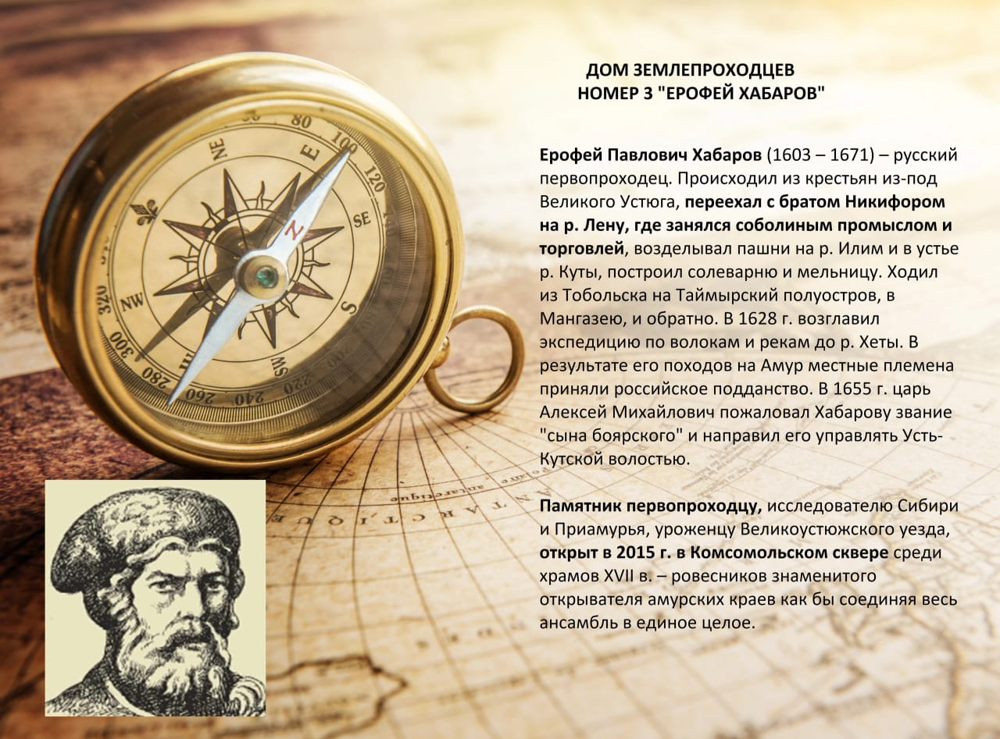 ДОМ ЗЕМЛЕПРОХОДЦЕВ
НОМЕР 3 "ЕРОФЕЙ ХАБАРОВ"
Ерофей Павлович Хабаров (1603 – 1671) – русский
первопроходец. Происходил из крестьян из-под
Великого Устюга, переехал с братом Никифором
на р. Лену, где занялся соболиным промыслом и
торговлей, возделывал пашни на р. Илим и в устье
р. Куты, построил солеварню и мельницу. Ходил
из Тобольска на Таймырский полуостров, в
Мангазею, и обратно. В 1628 г. возглавил
экспедицию по волокам и рекам до р. Хеты. В
результате его походов на Амур местные племена
приняли российское подданство. В 1655 г. царь
Алексей Михайлович пожаловал Хабарову звание
"сына боярского" и направил его управлять Усть-
Кутской волостью.
Памятник первопроходцу, исследователю Сибири
и Приамурья, уроженцу Великоустюжского уезда,
открыт в 2015 г. в Комсомольском сквере среди
храмов XVII в. – ровесников знаменитого
открывателя амурских краев как бы соединяя весь
ансамбль в единое целое.
80
100
120
NE
E
SE
S
SW
W
NW
N
220
240
260
280
300
320
Polaire antarctique
ANTARCTIQUE